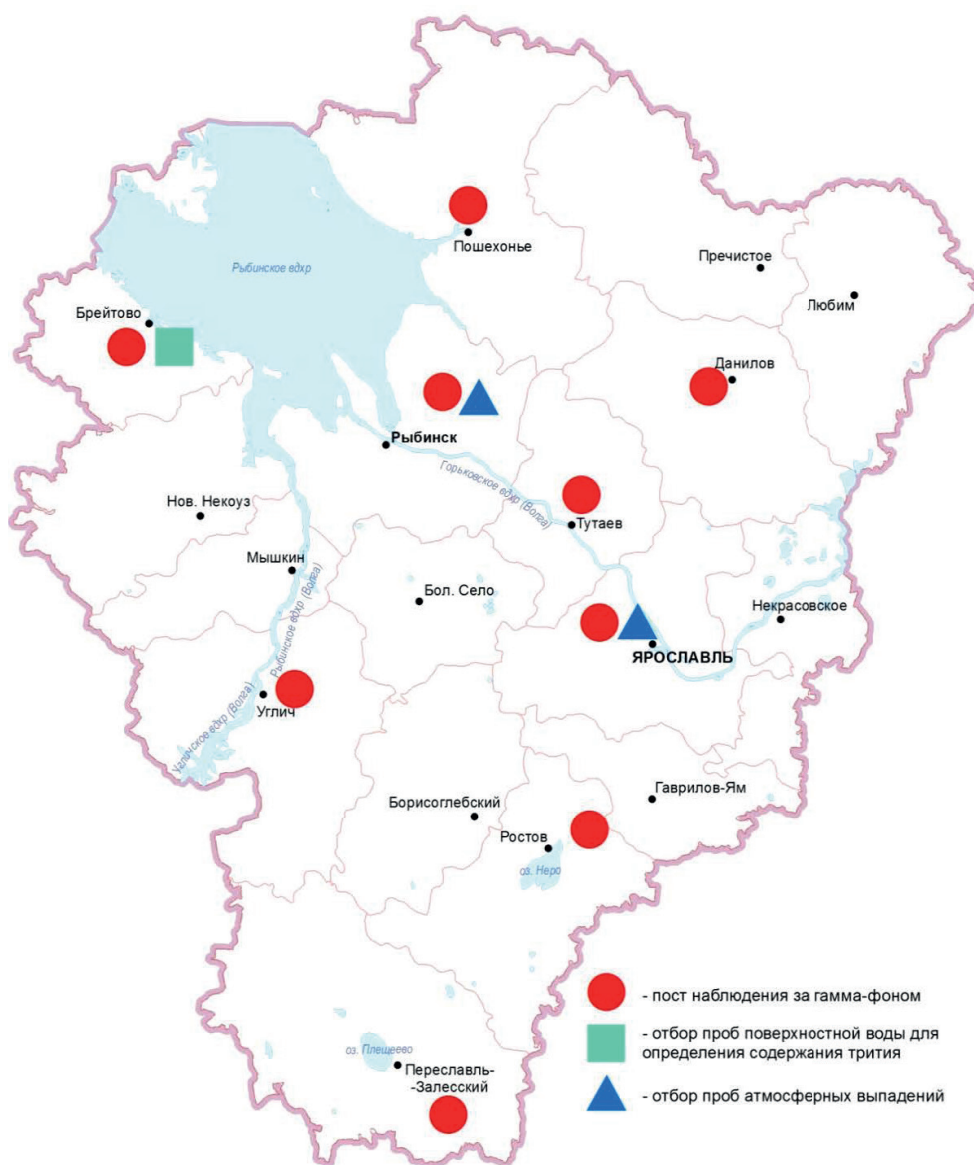 Пошехонье
Пречистое
Рыбинское вдхр
Любим
Брейтово
Данилов
Рыбинск
Горьковское вдхр (Волга)
Нов. Некоуз
Тутаев
Мышкин
Рыбинское вдхр (Волга)
Бол. Село
Некрасовское
ЯРОСЛАВЛЬ
Углич
Угличское вдхр (Волга)
Гаврилов-Ям
Борисоглебский
Ростов
оз. Неро
- пост наблюдения за гамма-фоном
- отбор проб поверхностной воды для
определения содержания трития
оз. Плещеево
Переславль-
-Залесский
- отбор проб атмосферных выпадений